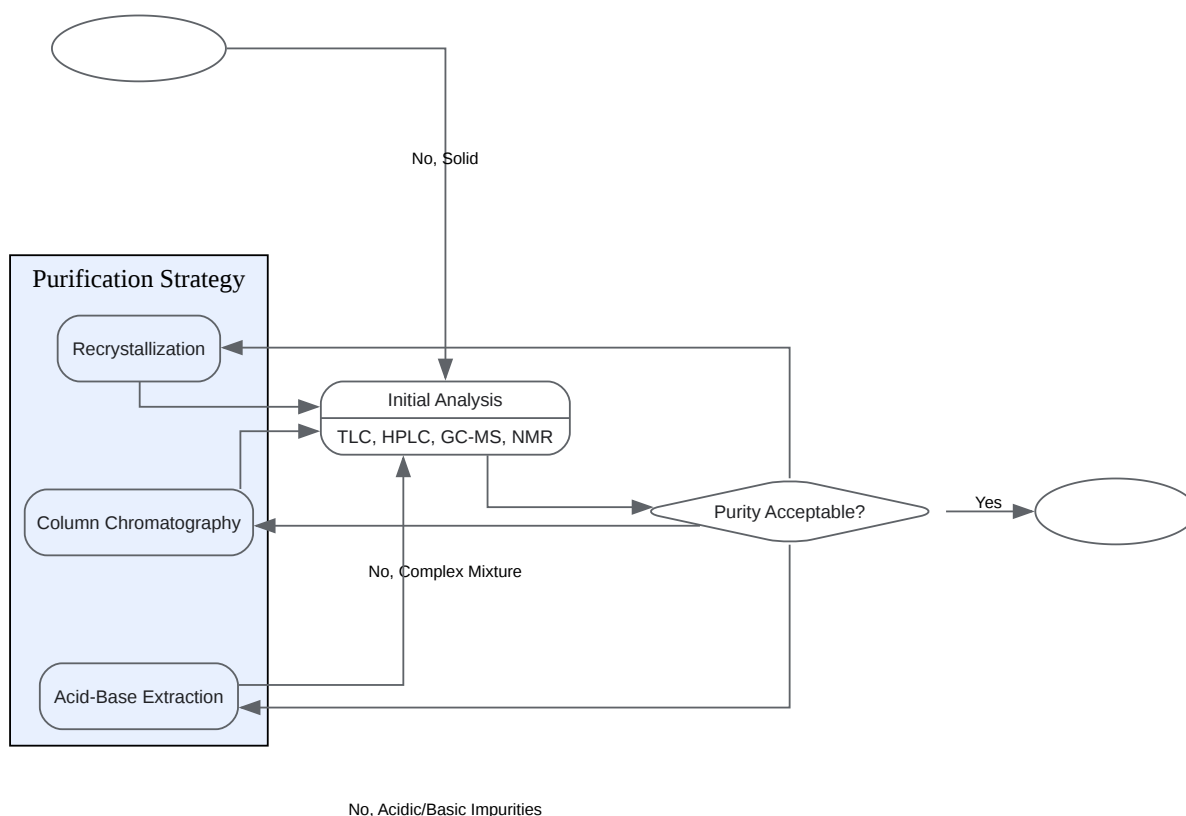 No, Solid
Purification Strategy
Recrystallization
Initial Analysis
TLC, HPLC, GC-MS, NMR
Column Chromatography
Purity Acceptable?
Yes
No, Complex Mixture
Acid-Base Extraction
No, Acidic/Basic Impurities